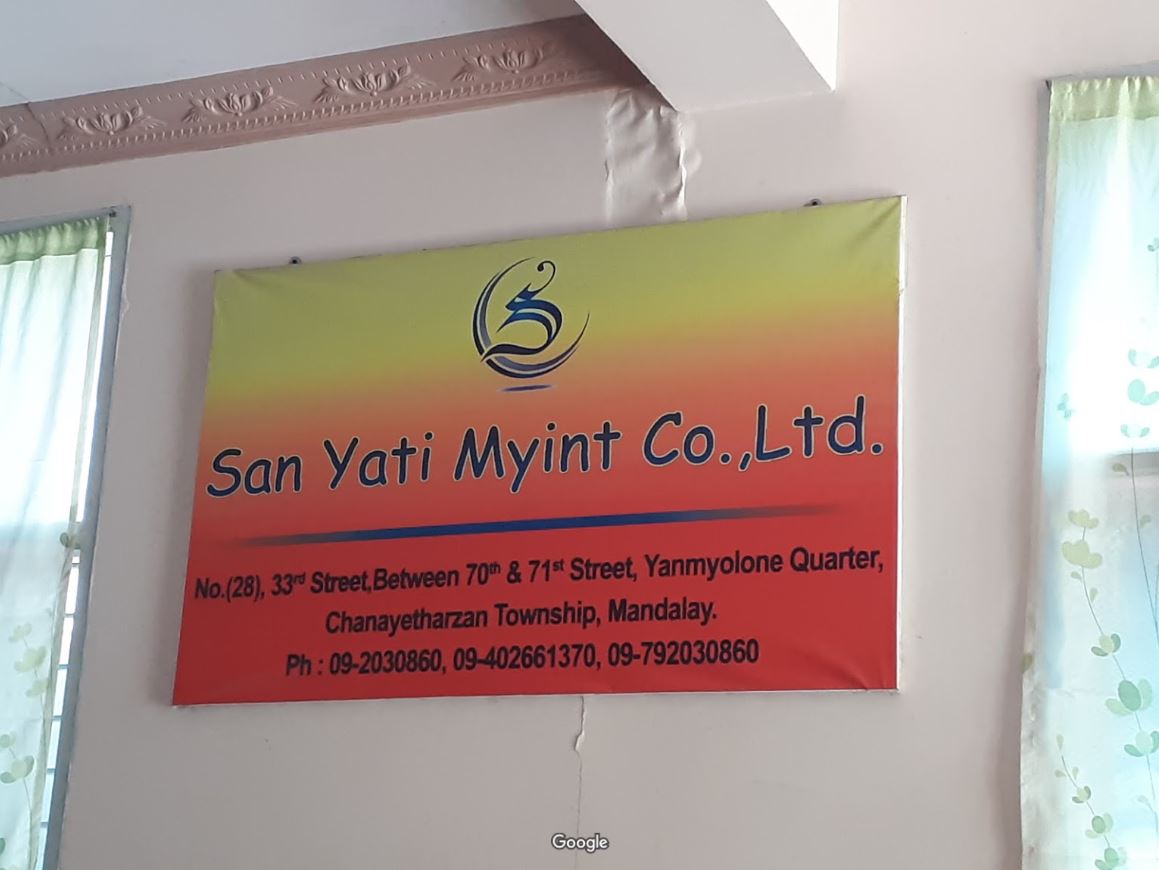 San Yati Myint Co.,Ltd.
No.(28), 33rd Street,Between 70th & 71st Street, Yanmyolone Quarter,
Chanayetharzan Township, Mandalay.
Ph : 09-2030860, 09-402661370, 09-792030860
Google